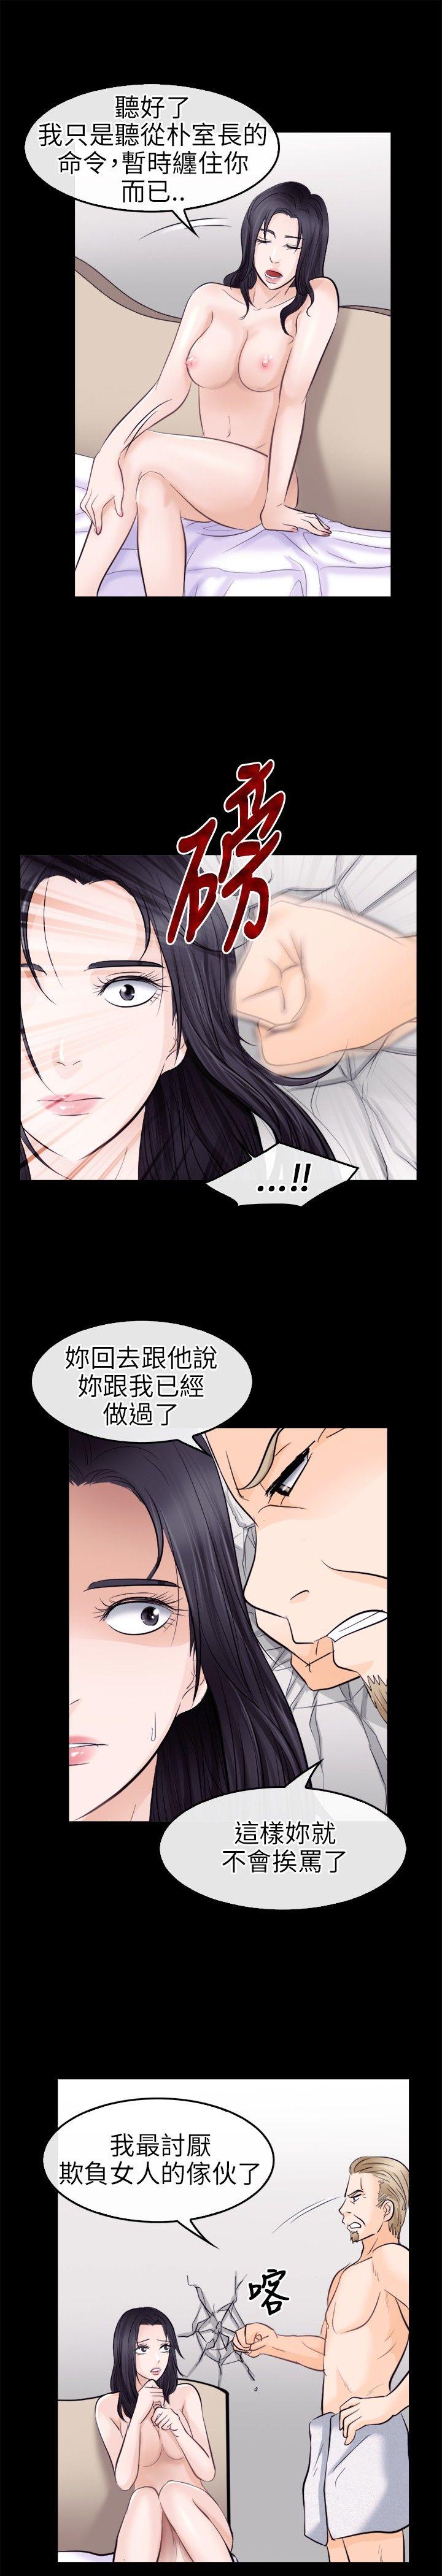 聽好了
我只是聽從朴室長的
命令，暫時纏住你
而已..
磅
...!!
妳回去跟他說
妳跟我已經
做過了
這樣妳就
不會挨罵了
我最討厭
欺負女人的傢伙了
喀